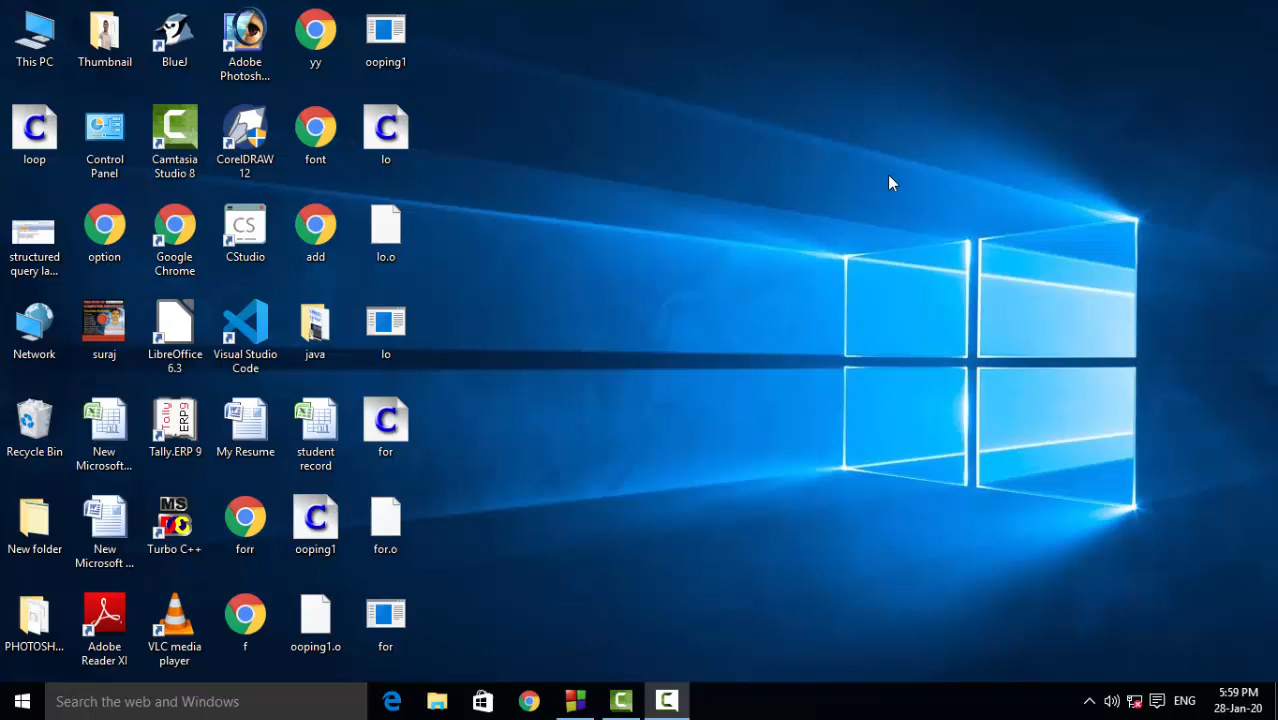 This PC
Thumbnail
BlueJ
Adobe
Photosh...
yy
ooping1
loop
Control
Panel
Camtasia
Studio 8
CorelDRAW
12
font
lo
structured
query la...
option
Google
Chrome
CS
CStudio
add
lo.o
Network
suraj
LibreOffice
6.3
Visual Studio
Code
java
lo
Recycle Bin
New
Microsoft...
Tally
ERP9
Tally.ERP 9
My Resume
student
record
for
New folder
New
Microsoft ...
MS
Turbo C++
forr
ooping1
for.o
PHOTOSH...
Adobe
Reader XI
VLC media
player
f
ooping1.o
for
Search the web and Windows
ENG
5:59 PM
28-Jan-20